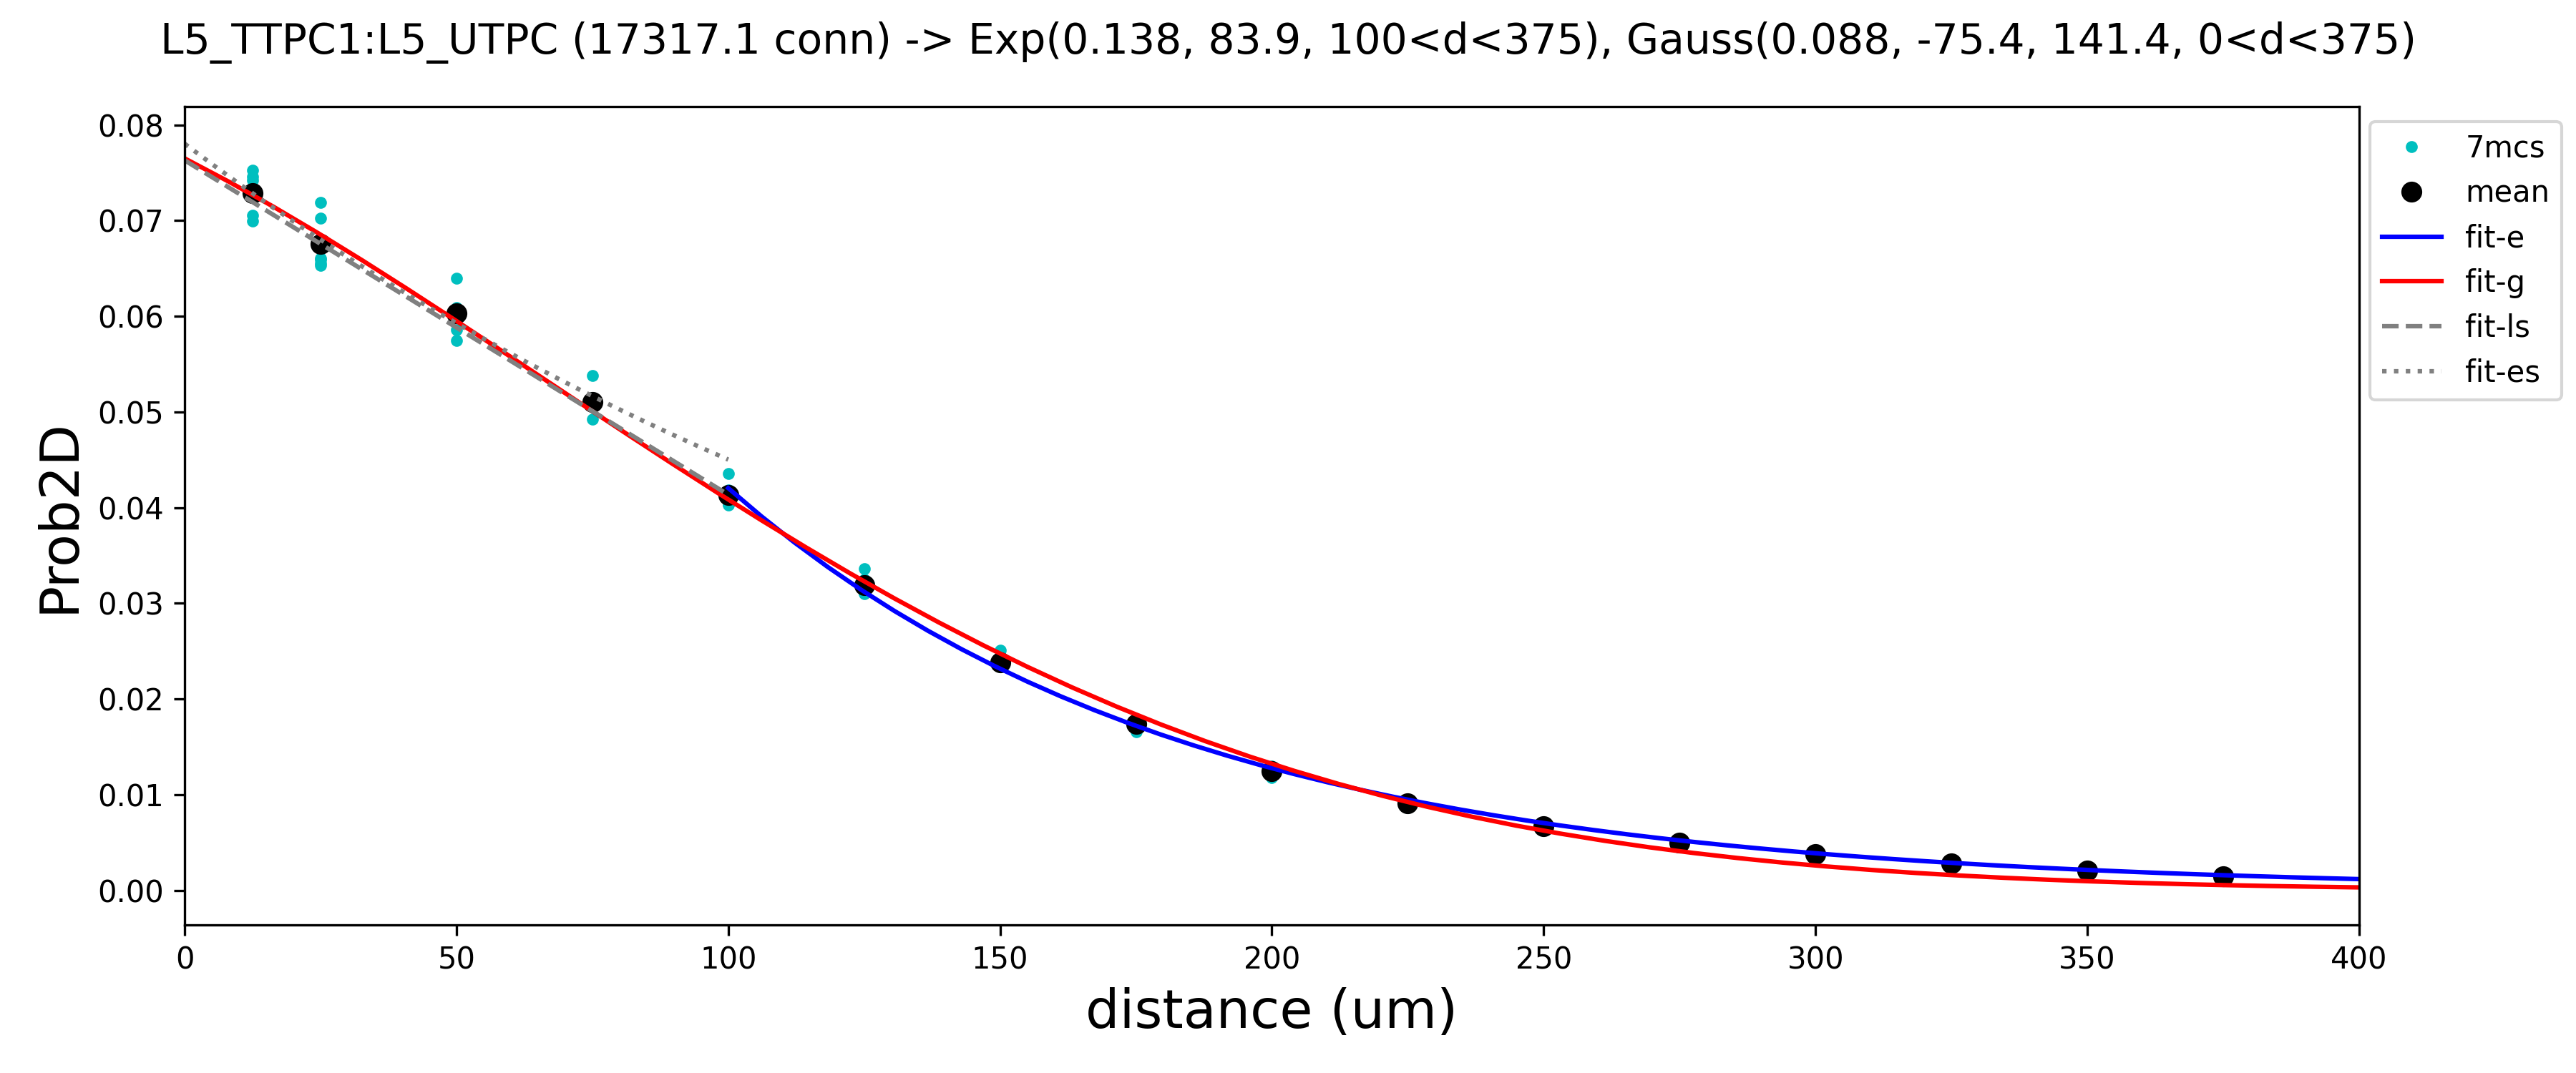 L5_TTPC1:L5_UTPC (17317.1 conn) -> Exp(0.138, 83.9, 100<d<375), Gauss(0.088, -75.4, 141.4, 0<d<375)
0.08
0.07
0.06
0.05
0.04
0.03
0.02
0.01
0.00
Prob2D
0 50 100 150 200 250 300 350 400
distance (um)
7mcs
mean
fit-e
fit-g
fit-ls
fit-es